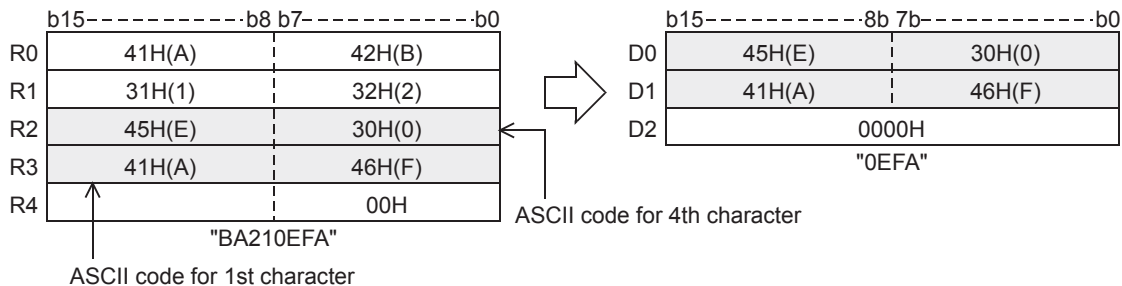 b15 b8 b7 b0
R0 41H(A) 42H(B)
R1 31H(1) 32H(2)
R2 45H(E) 30H(0)
R3 41H(A) 46H(F)
R4 00H
"BA210EFA"
ASCII code for 1st character
ASCII code for 4th character
b15 8b 7b b0
D0 45H(E) 30H(0)
D1 41H(A) 46H(F)
D2 0000H
"0EFA"